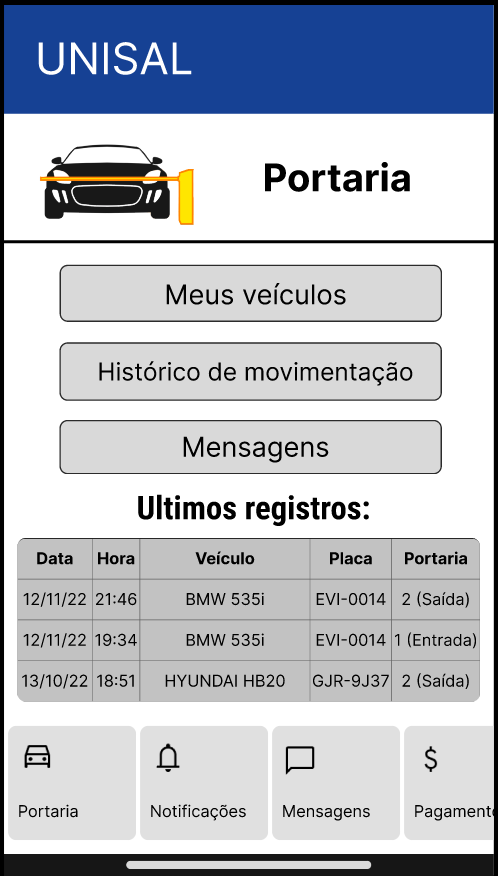 UNISAL
Portaria
Meus veículos
Histórico de movimentação
Mensagens
Ultimos registros:
Data Hora Veículo Placa Portaria
12/11/22 21:46 BMW 535i EVI-0014 2 (Saída)
12/11/22 19:34 BMW 535i EVI-0014 1 (Entrada)
13/10/22 18:51 HYUNDAI HB20 GJR-9J37 2 (Saída)
Portaria Notificações Mensagens Pagamento